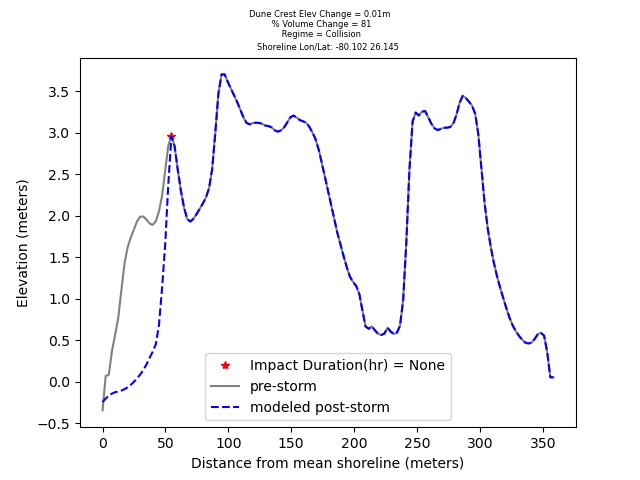 Dune Crest Elev Change = 0.01m
% Volume Change = 81
Regime = Collision
Shoreline Lon/Lat: -80.102 26.145
3.5
3.0
2.5
2.0
1.5
1.0
0.5
0.0
−0.5
Elevation (meters)
Impact Duration(hr) = None
pre-storm
modeled post-storm
0 50 100 150 200 250 300 350
Distance from mean shoreline (meters)